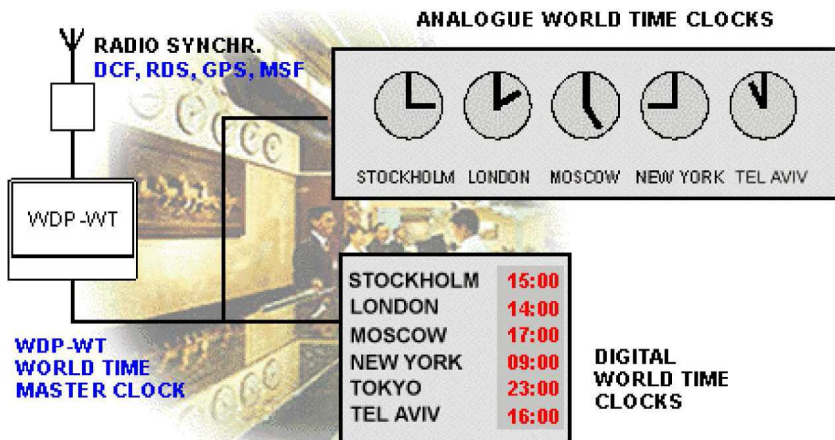 ANALOGUE WORLD TIME CLOCKS
RADIO SYNCHR.
DCF, RDS, GPS, MSF
STOCKHOLM LONDON MOSCOW NEW YORK TEL AVIV
WDP-WT
STOCKHOLM 15:00
LONDON 14:00
MOSCOW 17:00
NEW YORK 09:00
TOKYO 23:00
TEL AVIV 16:00
WDP-WT
WORLD TIME
MASTER CLOCK
DIGITAL
WORLD TIME
CLOCKS